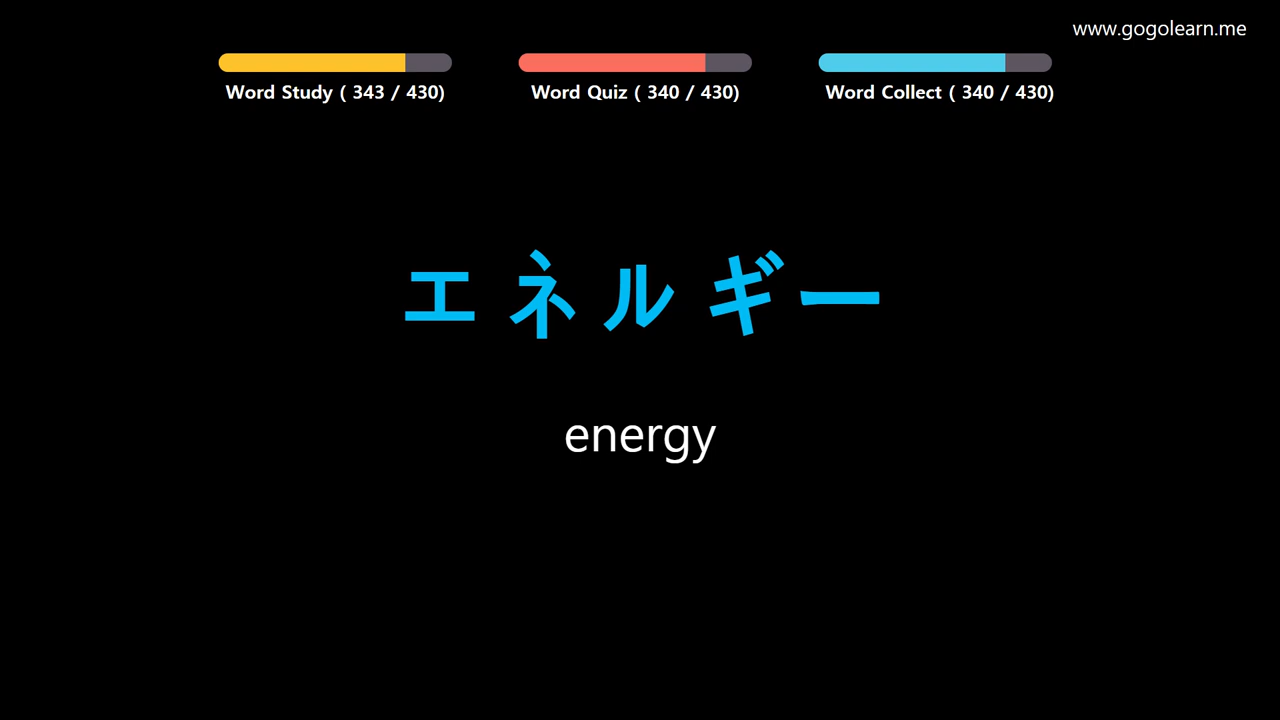 www.gogolearn.me
Word Study ( 343 / 430) Word Quiz ( 340 / 430) Word Collect ( 340 / 430)
エネルギー
energy